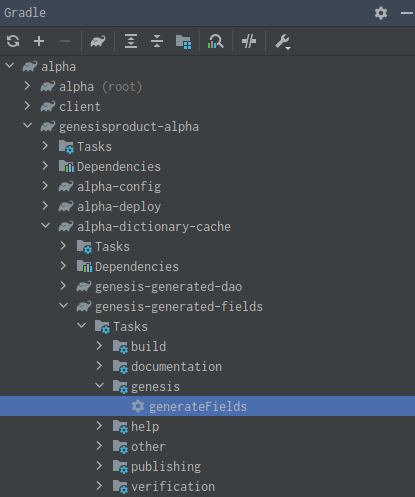 Gradle
alpha
alpha (root)
client
genesisproduct-alpha
Tasks
Dependencies
alpha-config
alpha-deploy
alpha-dictionary-cache
Tasks
Dependencies
genesis-generated-dao
genesis-generated-fields
Tasks
build
documentation
genesis
generateFields
help
other
publishing
verification